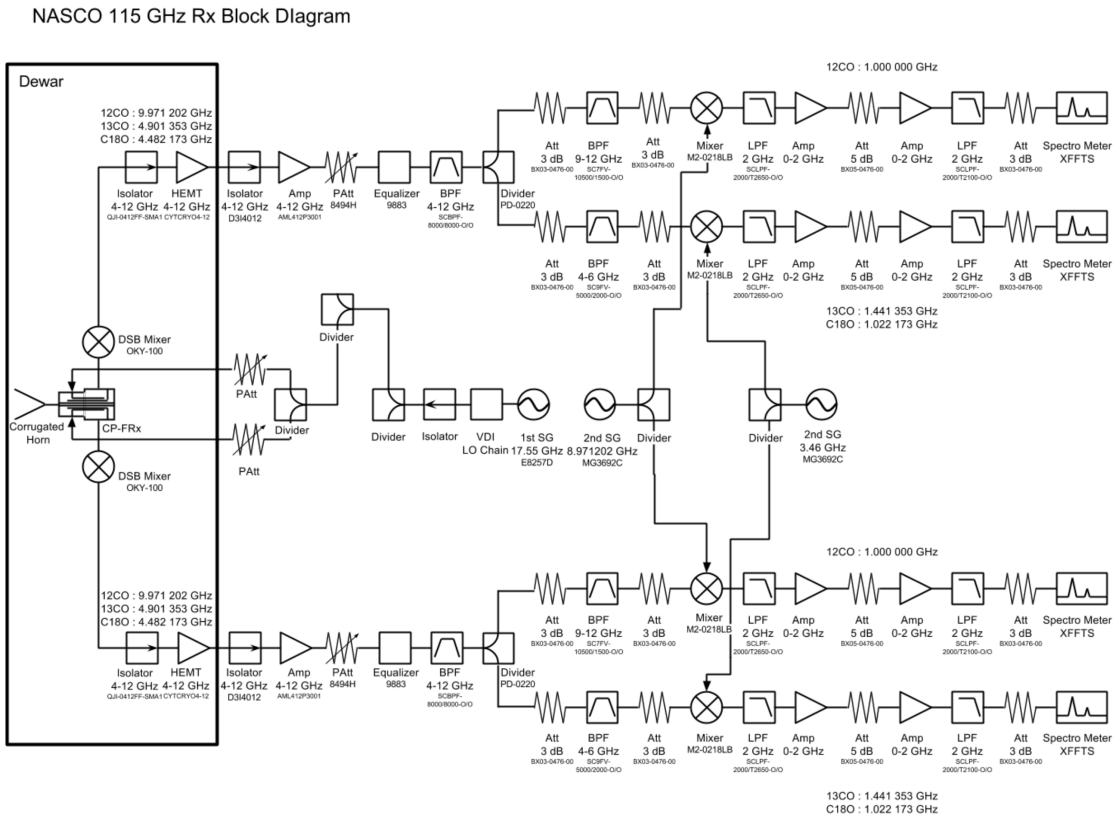 NASCO 115 GHz Rx Block DIagram
Dewar
12CO : 9.971 202 GHz
13CO : 4.901 353 GHz
C18O : 4.482 173 GHz
Isolator
4-12 GHz
QJI-0412FF-SMA1
HEMT
4-12 GHz
CYTCRYO4-12
Isolator
4-12 GHz
D3I4012
Amp
4-12 GHz
AML412P3001
PAtt
8494H
Equalizer
9883
BPF
4-12 GHz
SCBPF-
8000/8000-O/O
Divider
PD-0220
12CO : 1.000 000 GHz
Att
3 dB
BX03-0476-00
BPF
9-12 GHz
SC7FV-
10500/1500-O/O
Att
3 dB
BX03-0476-00
Mixer
M2-0218LB
LPF
2 GHz
SCLPF-
2000/T2650-O/O
Amp
0-2 GHz
Att
5 dB
BX05-0476-00
Amp
0-2 GHz
LPF
2 GHz
SCLPF-
2000/T2100-O/O
Att
3 dB
BX03-0476-00
Spectro Meter
XFFTS
Att
3 dB
BX03-0476-00
BPF
4-6 GHz
SC9FV-
5000/2000-O/O
Att
3 dB
BX03-0476-00
Mixer
M2-0218LB
LPF
2 GHz
SCLPF-
2000/T2650-O/O
Amp
0-2 GHz
Att
5 dB
BX05-0476-00
Amp
0-2 GHz
LPF
2 GHz
SCLPF-
2000/T2100-O/O
Att
3 dB
BX03-0476-00
Spectro Meter
XFFTS
13CO : 1.441 353 GHz
C18O : 1.022 173 GHz
DSB Mixer
OKY-100
Corrugated
Horn
CP-FRx
DSB Mixer
OKY-100
PAtt
PAtt
Divider
Divider
Divider
Isolator
VDI
LO Chain
1st SG
17.55 GHz
E8257D
2nd SG
8.971202 GHz
MG3692C
Divider
Divider
2nd SG
3.46 GHz
MG3692C
12CO : 9.971 202 GHz
13CO : 4.901 353 GHz
C18O : 4.482 173 GHz
Isolator
4-12 GHz
QJI-0412FF-SMA1
HEMT
4-12 GHz
CYTCRYO4-12
Isolator
4-12 GHz
D3I4012
Amp
4-12 GHz
AML412P3001
PAtt
8494H
Equalizer
9883
BPF
4-12 GHz
SCBPF-
8000/8000-O/O
Divider
PD-0220
12CO : 1.000 000 GHz
Att
3 dB
BX03-0476-00
BPF
9-12 GHz
SC7FV-
10500/1500-O/O
Att
3 dB
BX03-0476-00
Mixer
M2-0218LB
LPF
2 GHz
SCLPF-
2000/T2650-O/O
Amp
0-2 GHz
Att
5 dB
BX05-0476-00
Amp
0-2 GHz
LPF
2 GHz
SCLPF-
2000/T2100-O/O
Att
3 dB
BX03-0476-00
Spectro Meter
XFFTS
Att
3 dB
BX03-0476-00
BPF
4-6 GHz
SC9FV-
5000/2000-O/O
Att
3 dB
BX03-0476-00
Mixer
M2-0218LB
LPF
2 GHz
SCLPF-
2000/T2650-O/O
Amp
0-2 GHz
Att
5 dB
BX05-0476-00
Amp
0-2 GHz
LPF
2 GHz
SCLPF-
2000/T2100-O/O
Att
3 dB
BX03-0476-00
Spectro Meter
XFFTS
13CO : 1.441 353 GHz
C18O : 1.022 173 GHz